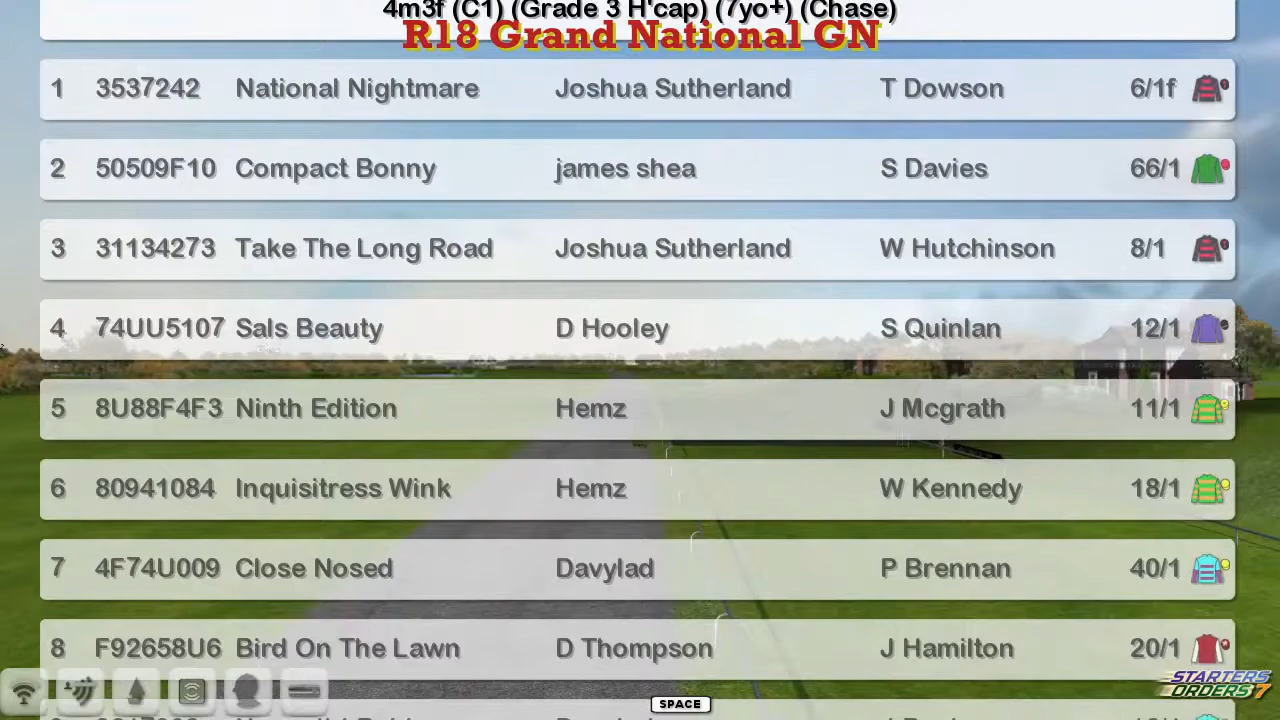 4m3f (C1) (Grade 3 H'cap) (7yo+) (Chase)
R18 Grand National GN
1 3537242 National Nightmare Joshua Sutherland T Dowson 6/1f
2 50509F10 Compact Bonny james shea S Davies 66/1
3 31134273 Take The Long Road Joshua Sutherland W Hutchinson 8/1
4 74UU5107 Sals Beauty D Hooley S Quinlan 12/1
5 8U88F4F3 Ninth Edition Hemz J Mcgrath 11/1
6 80941084 Inquisitress Wink Hemz W Kennedy 18/1
7 4F74U009 Close Nosed Davylad P Brennan 40/1
8 F92658U6 Bird On The Lawn D Thompson J Hamilton 20/1
STARTERS
ORDERS 7
SPACE